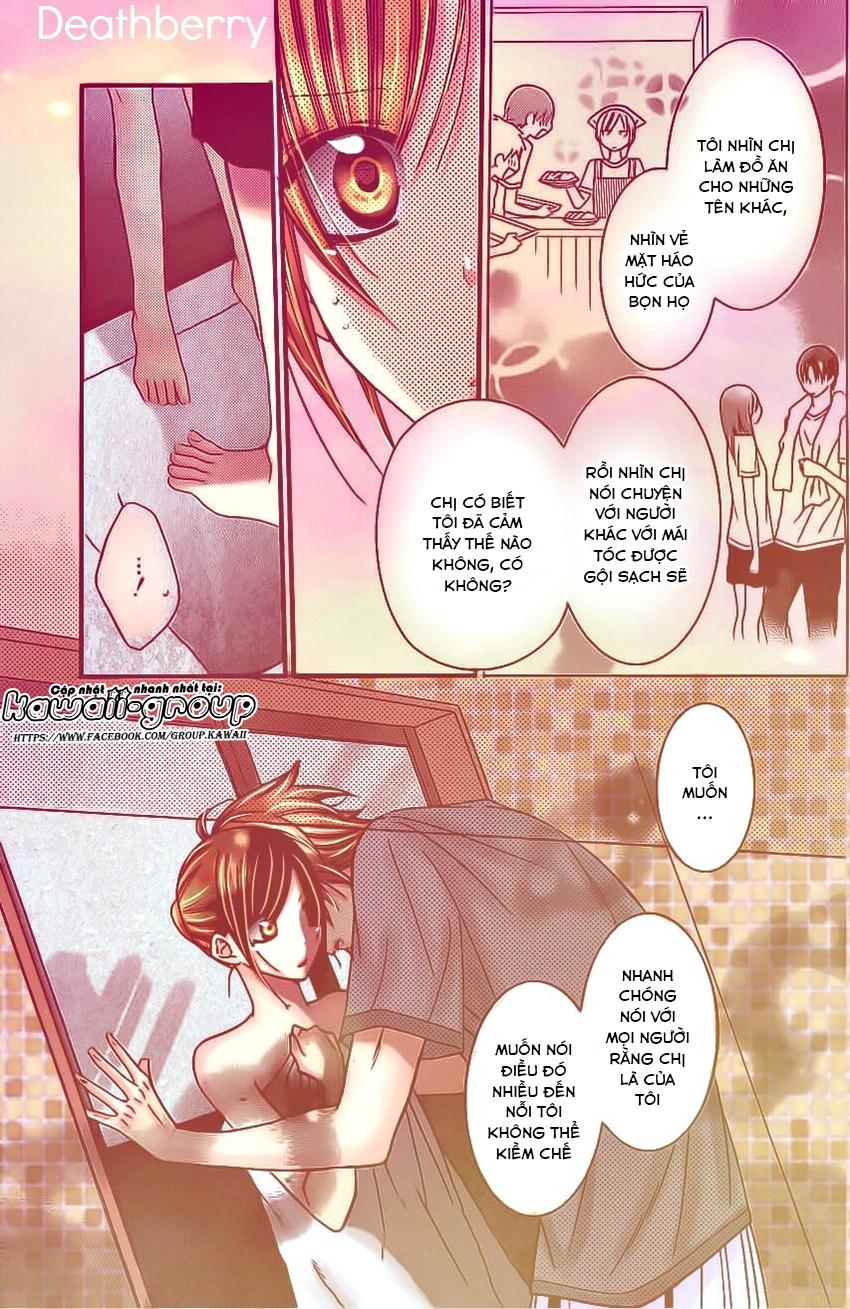 Deathberry
TÔI NHÌN CHỊ
LÀM ĐỒ ĂN
CHO NHỮNG
TÊN KHÁC,
NHÌN VẺ
MẶT HÁO
HỨC CỦA
BỌN HỌ
RỒI NHÌN CHỊ
NÓI CHUYỆN
VỚI NGƯỜI
KHÁC VỚI MÁI
TÓC ĐƯỢC
GỘI SẠCH SẼ
CHỊ CÓ BIẾT
TÔI ĐÃ CẢM
THẤY THẾ NÀO
KHÔNG, CÓ
KHÔNG?
...!
Cập nhật nhanh nhất tại:
kawaii-group
HTTPS://WWW.FACEBOOK.COM/GROUP.KAWAII
TÔI
MUỐN
...
NHANH
CHÓNG
NÓI VỚI
MỌI NGƯỜI
RẰNG CHỊ
LÀ CỦA
TÔI
MUỐN NÓI
ĐIỀU ĐÓ
NHIỀU ĐẾN
NỖI TÔI
KHÔNG THỂ
KIỀM CHẾ